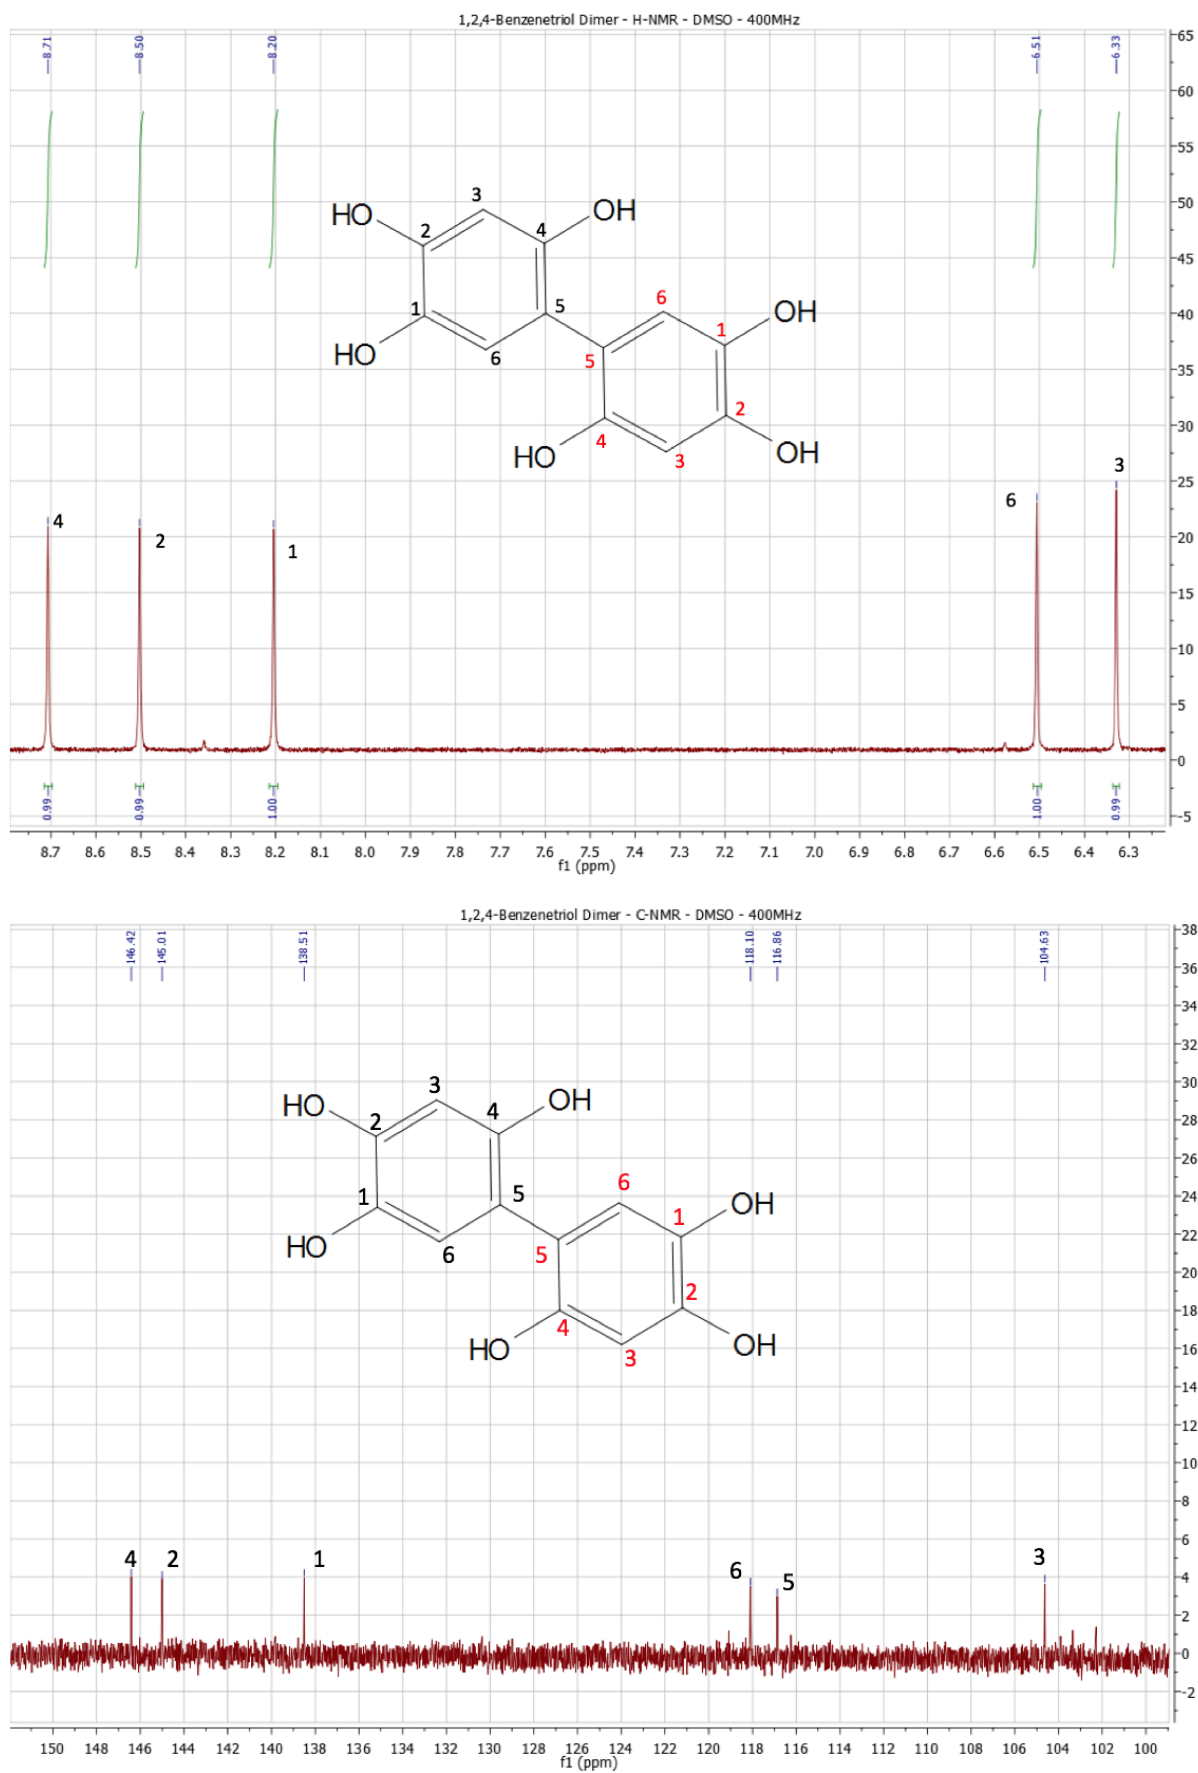 1,2,4-Benzenetriol Dimer - H-NMR - DMSO - 400MHz
8.71 8.50 8.20 6.51 6.33
65
60
55
50
45
40
35
30
25
20
15
10
5
0
-5
HO 3 OH
2 4
1 5 6 OH
HO 6 5 1
2
HO 4 3 OH
4 2 1 6 3
0.99 0.99 1.00 1.00 0.99
8.7 8.6 8.5 8.4 8.3 8.2 8.1 8.0 7.9 7.8 7.7 7.6 7.5 7.4 7.3 7.2 7.1 7.0 6.9 6.8 6.7 6.6 6.5 6.4 6.3
f1 (ppm)
1,2,4-Benzenetriol Dimer - C-NMR - DMSO - 400MHz
146.42 145.01 138.51 118.10 116.86 104.63
38
36
34
32
30
28
26
24
22
20
18
16
14
12
10
8
6
4
2
0
-2
HO 3 OH
2 4
1 5 6 OH
HO 6 5 1
2
HO 4 3 OH
4 2 1 6 5 3
150 148 146 144 142 140 138 136 134 132 130 128 126 124 122 120 118 116 114 112 110 108 106 104 102 100
f1 (ppm)